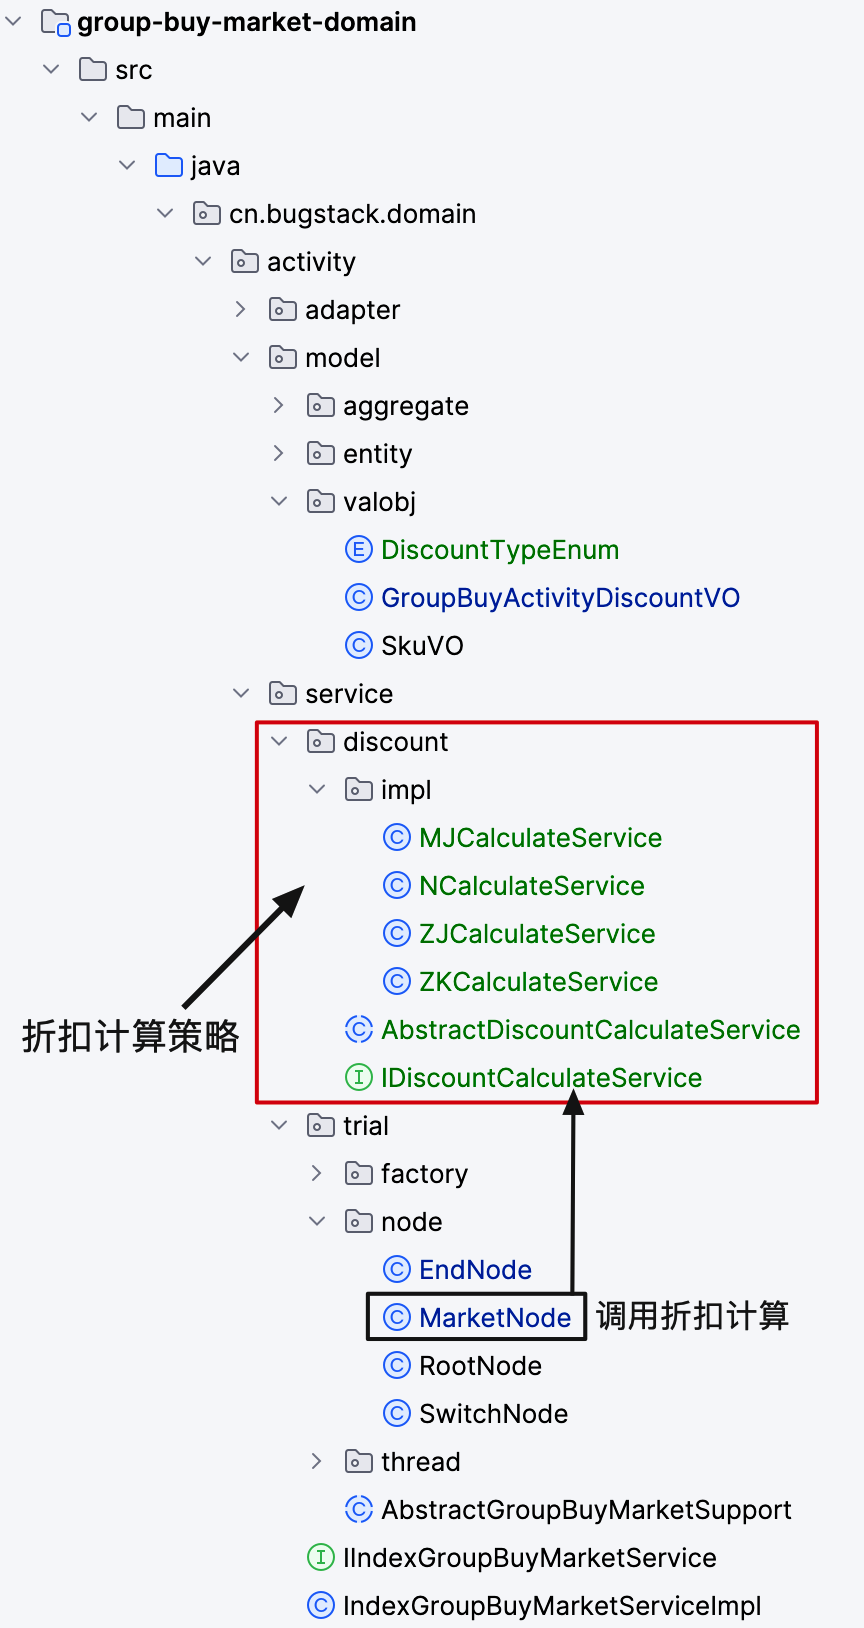 group-buy-market-domain
src
main
java
cn.bugstack.domain
activity
adapter
model
aggregate
entity
valobj
E DiscountTypeEnum
C GroupBuyActivityDiscountVO
C SkuVO
service
discount
impl
C MJCalculateService
C NCalculateService
C ZJCalculateService
C ZKCalculateService
折扣计算策略
C AbstractDiscountCalculateService
I IDiscountCalculateService
trial
factory
node
C EndNode
C MarketNode 调用折扣计算
C RootNode
C SwitchNode
thread
C AbstractGroupBuyMarketSupport
I IIndexGroupBuyMarketService
C IndexGroupBuyMarketServiceImpl